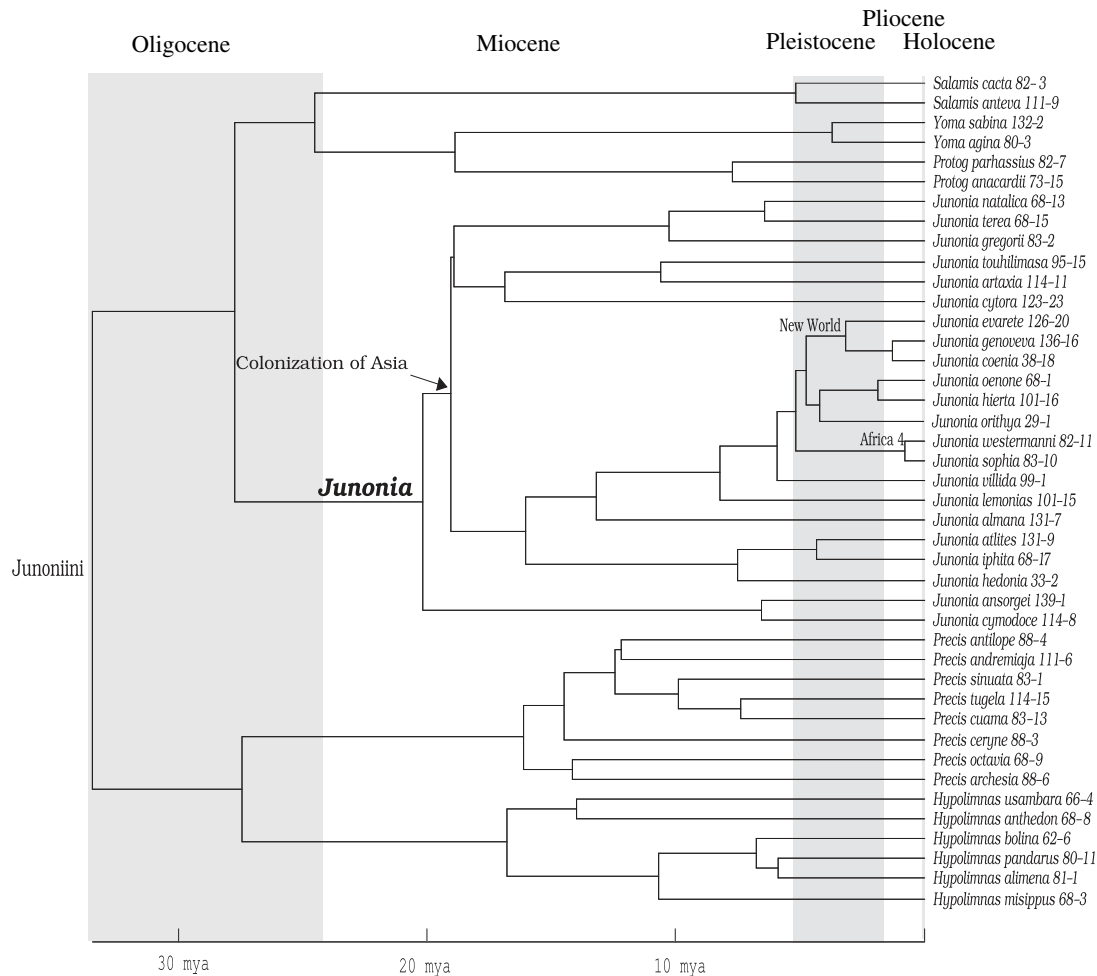 Pliocene
Oligocene Miocene Pleistocene Holocene
Salamis cacta 82-3
Salamis anteva 111-9
Yoma sabina 132-2
Yoma agina 80-3
Protog parhassius 82-7
Protog anacardii 73-15
Junonia natalica 68-13
Junonia terea 68-15
Junonia gregorii 83-2
Junonia touhilimasa 95-15
Junonia artaxia 114-11
Junonia cytora 123-23
New World Junonia evarete 126-20
Junonia genoveva 136-16
Colonization of Asia Junonia coenia 38-18
Junonia oenone 68-1
Junonia hierta 101-16
Junonia orithya 29-1
Africa 4 Junonia westermanni 82-11
Junonia sophia 83-10
Junonia Junonia villida 99-1
Junonia lemonias 101-15
Junonia almana 131-7
Junonia atlites 131-9
Junoniini Junonia iphita 68-17
Junonia hedonia 33-2
Junonia ansorgei 139-1
Junonia cymodoce 114-8
Precis antilope 88-4
Precis andremiaja 111-6
Precis sinuata 83-1
Precis tugela 114-15
Precis cuama 83-13
Precis ceryne 88-3
Precis octavia 68-9
Precis archesia 88-6
Hypolimnas usambara 66-4
Hypolimnas anthedon 68-8
Hypolimnas bolina 62-6
Hypolimnas pandarus 80-11
Hypolimnas alimena 81-1
Hypolimnas misippus 68-3
30 mya 20 mya 10 mya